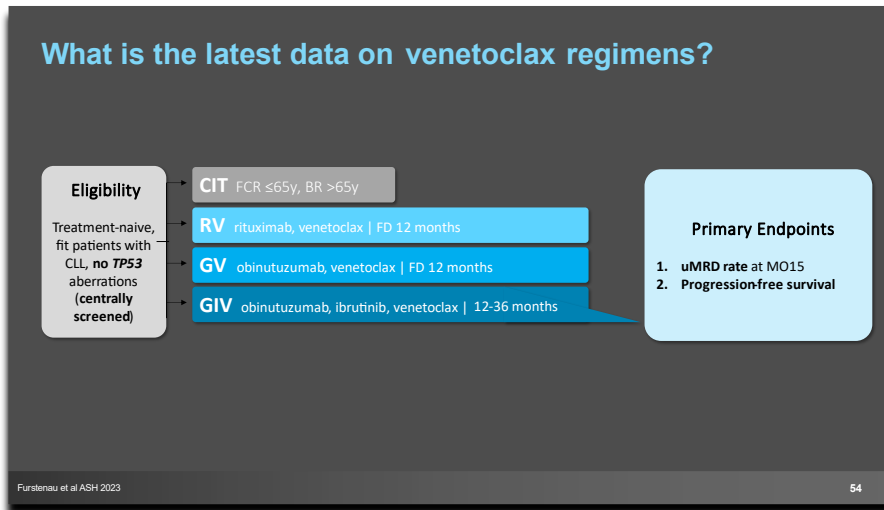 What is the latest data on venetoclax regimens?
Eligibility
Treatment-naive,
fit patients with
CLL, no TP53
aberrations
(centrally
screened)
CIT FCR ≤65y, BR >65y
RV rituximab, venetoclax | FD 12 months
GV obinutuzumab, venetoclax | FD 12 months
GIV obinutuzumab, ibrutinib, venetoclax | 12-36 months
Primary Endpoints
1. uMRD rate at MO15
2. Progression-free survival
Furstenau et al ASH 2023
54